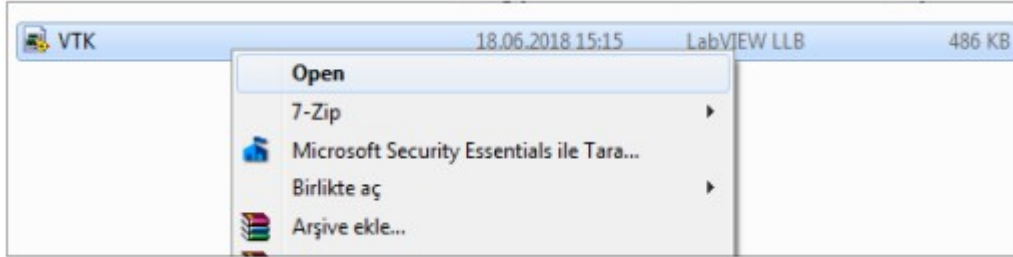 VTK 18.06.2018 15:15 LabVIEW LLB 486 KB
Open
7-Zip
Microsoft Security Essentials ile Tara...
Birlikte aç
Arşive ekle...